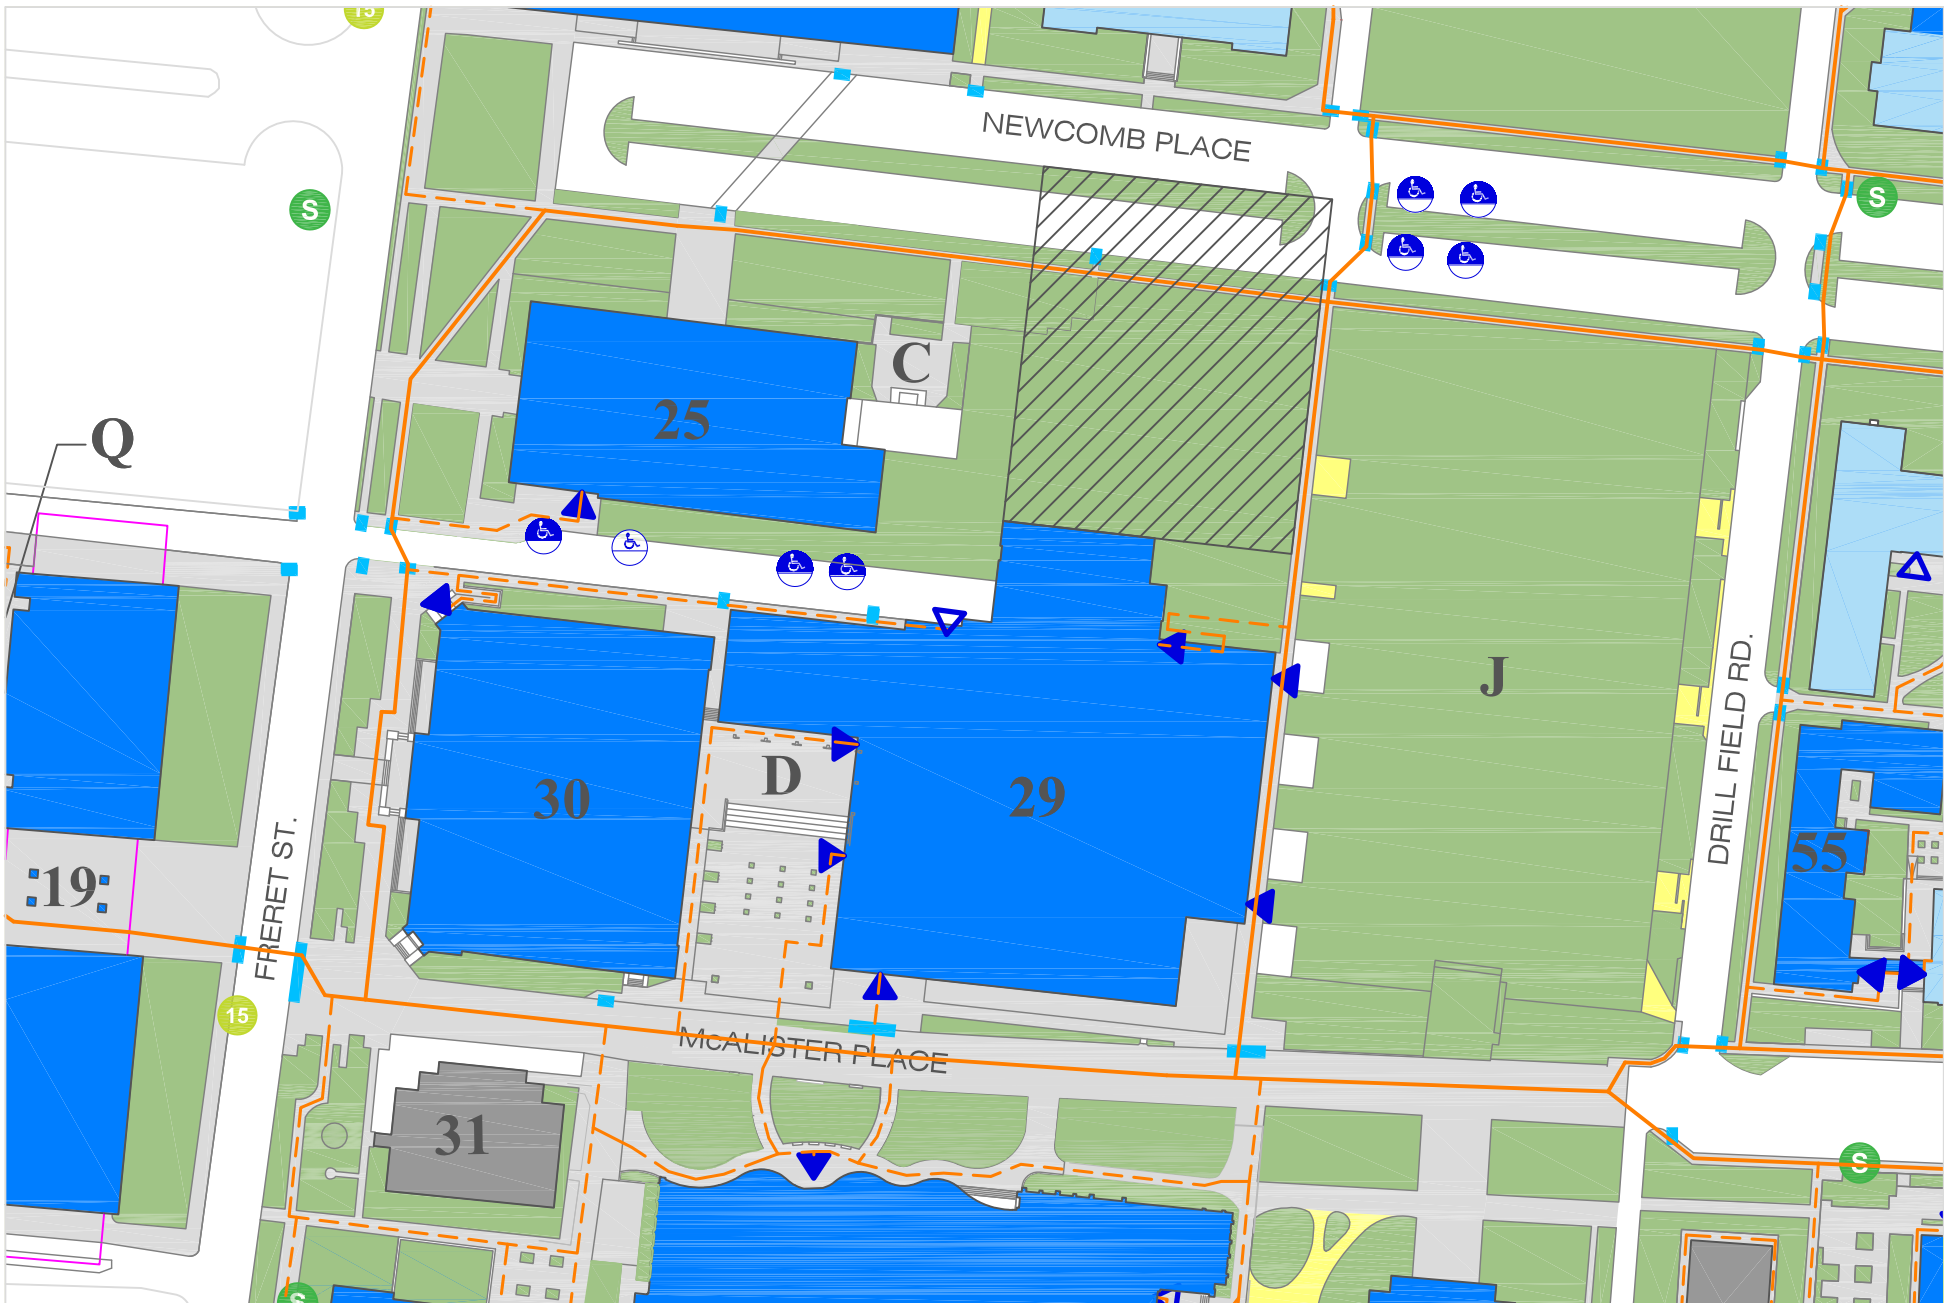 15
NEWCOMB PLACE
S
S
C
25
Q
J
DRILL FIELD RD.
D
30
29
55
19
FRERET ST.
15
McALISTER PLACE
31
S
S